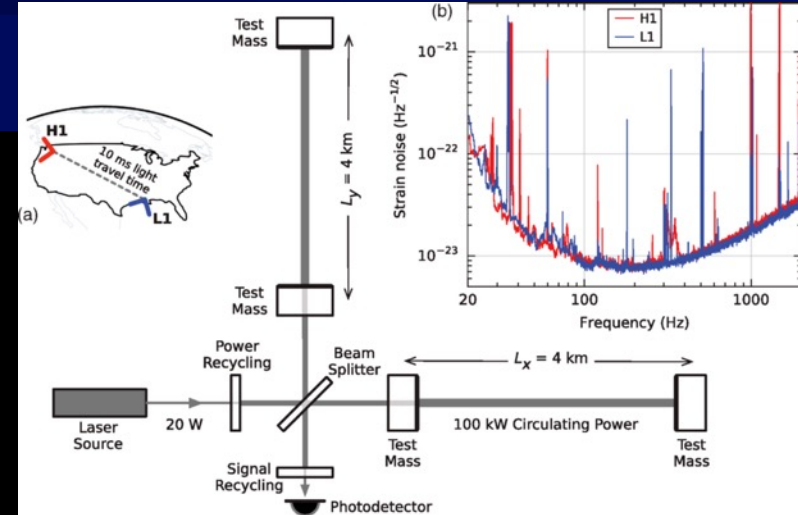 Test
Mass
(b)
H1
L1
10⁻²¹
10⁻²²
10⁻²³
Strain noise (Hz⁻¹/²)
20
100
1000
Frequency (Hz)
H1
10 ms light
travel time
L1
(a)
Ly = 4 km
Test
Mass
Power
Recycling
Beam
Splitter
Lx = 4 km
Laser
Source
20 W
Test
Mass
100 kW Circulating Power
Test
Mass
Signal
Recycling
Photodetector